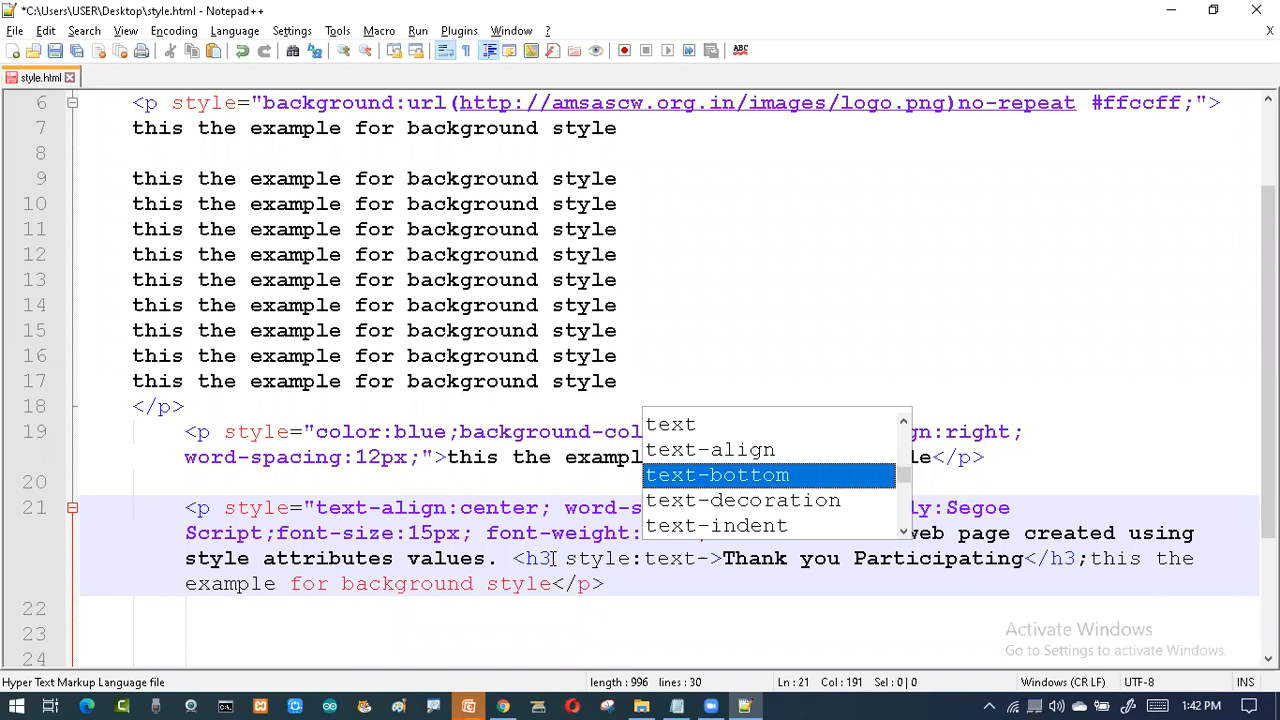 *C:\Users\USER\Desktop\style.html - Notepad++
File Edit Search View Encoding Language Settings Tools Macro Run Plugins Window ?
ABC
style.html
6 <p style="background:url(http://amsascw.org.in/images/logo.png)no-repeat #ffccff;">
7 this the example for background style
8
9 this the example for background style
10 this the example for background style
11 this the example for background style
12 this the example for background style
13 this the example for background style
14 this the example for background style
15 this the example for background style
16 this the example for background style
17 this the example for background style
18 </p>
19 <p style="color:blue;background-col gn:right;
word-spacing:12px;">this the exampl le</p>
20
21 <p style="text-align:center; word-s ly:Segoe
Script;font-size:15px; font-weight: web page created using
style attributes values. <h3 style:text->Thank you Participating</h3;this the
example for background style</p>
22
23
24
text
text-align
text-bottom
text-decoration
text-indent
Activate Windows
Go to Settings to activate Windows.
Hyper Text Markup Language file length : 996 lines : 30 Ln : 21 Col : 191 Sel : 0 | 0 Windows (CR LF) UTF-8 INS
1:42 PM